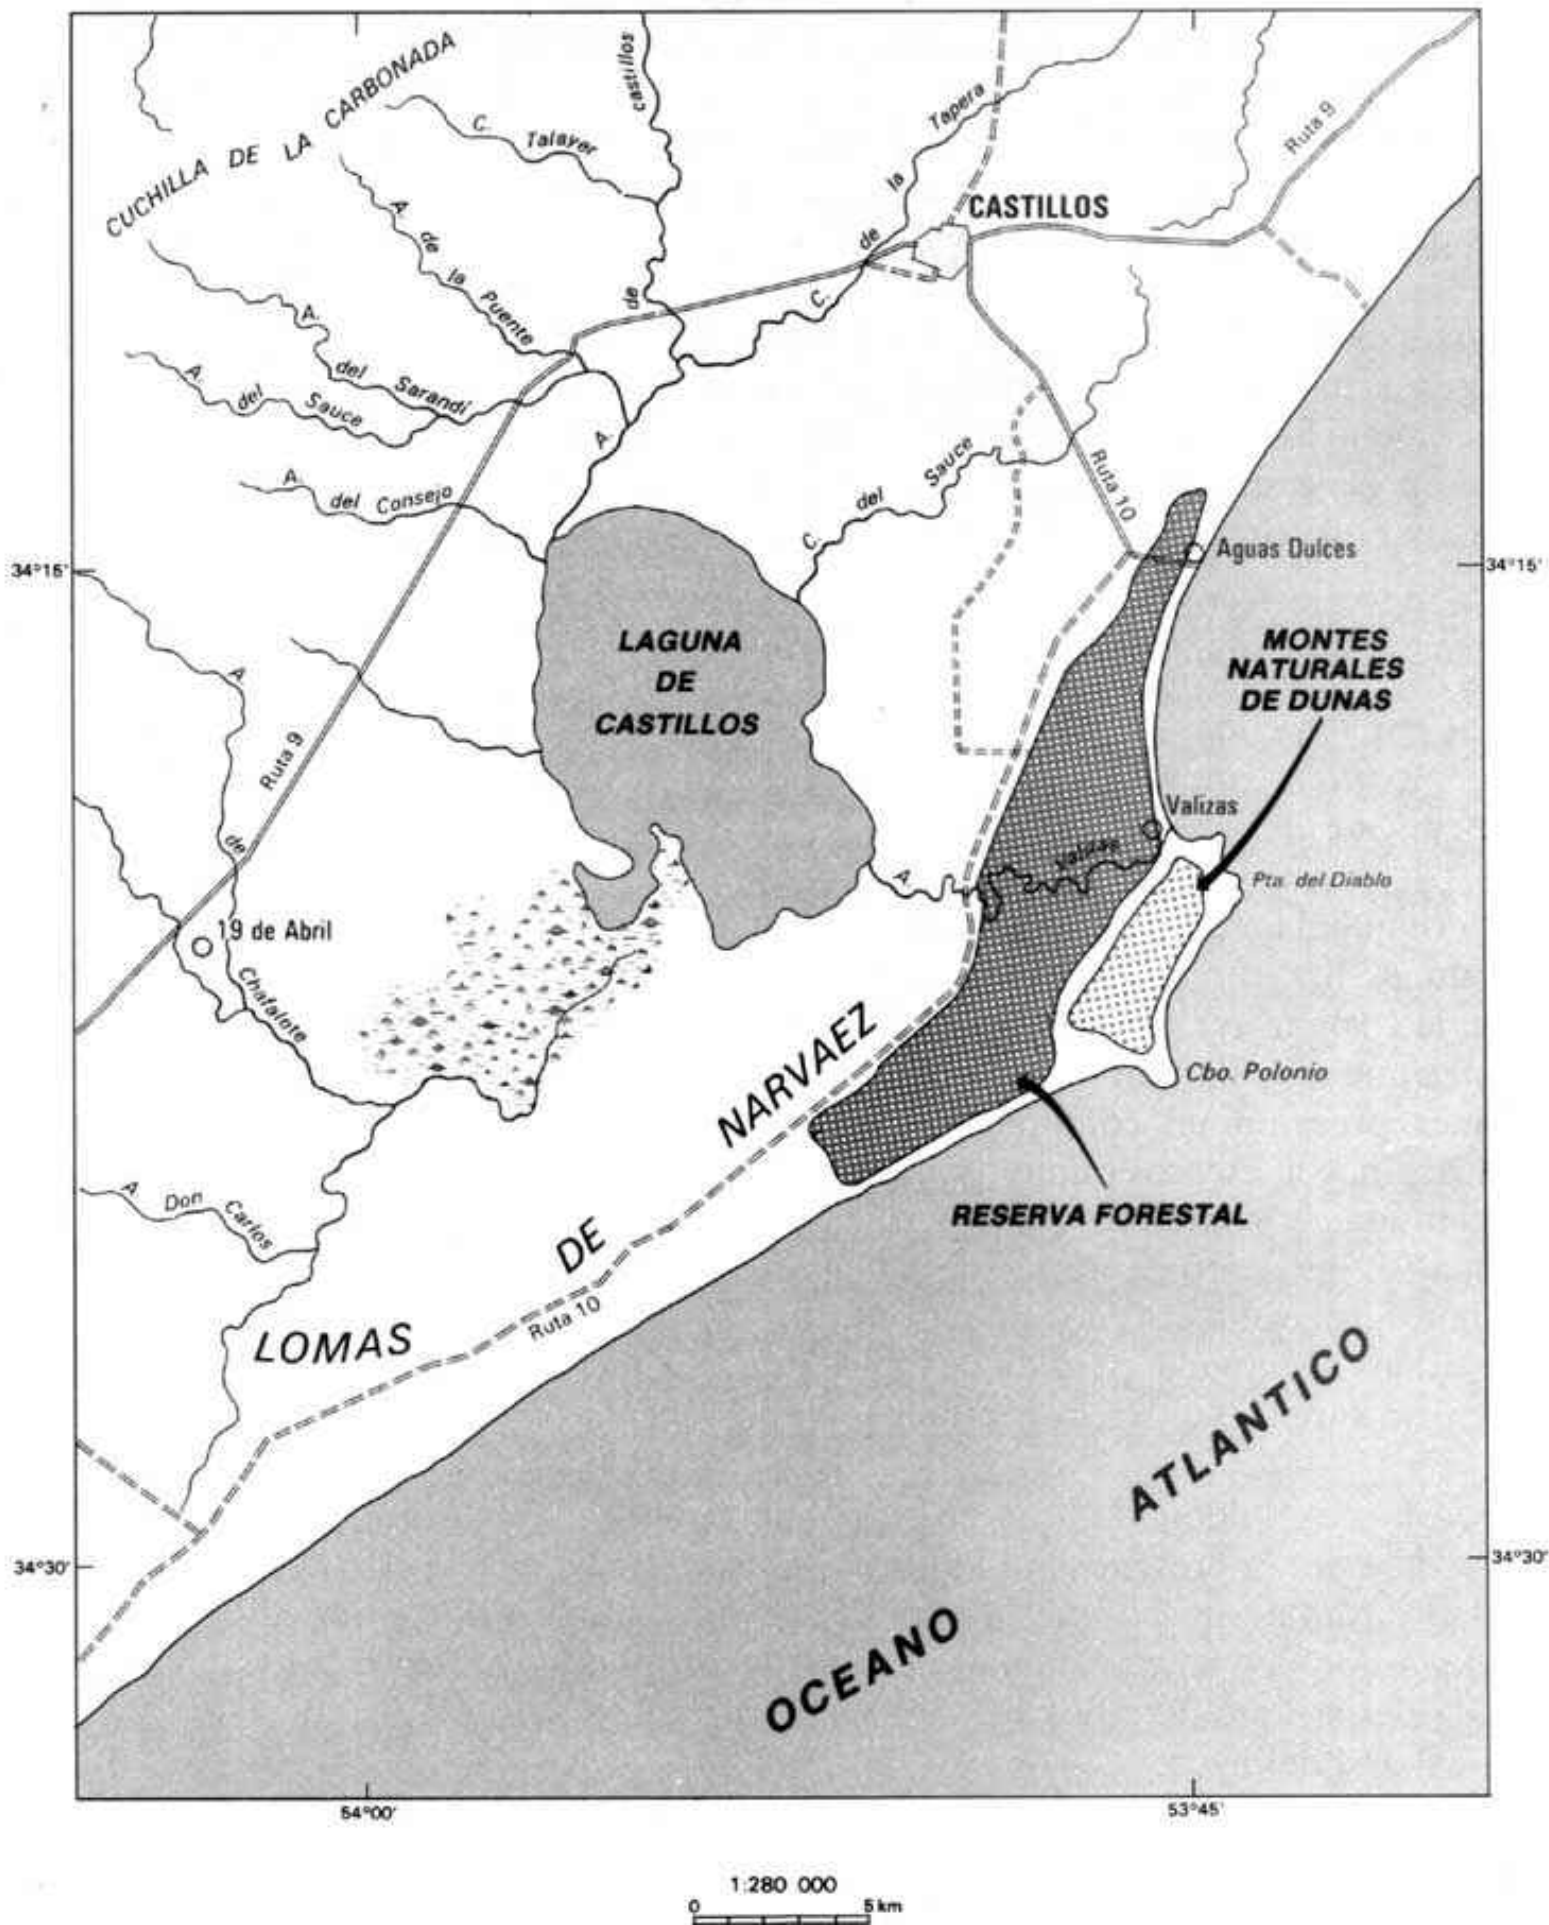 CUCHILLA DE LA CARBONADA
C. Talayer
A. de castillos
C. de la Tapera
Ruta 9
CASTILLOS
A. de la Puente
A. del Sarandí
A. del Sauce
A. del Consejo
C. del Sauce
Ruta 10
Aguas Dulces
34°15'
34°15'
LAGUNA
DE
CASTILLOS
MONTES
NATURALES
DE DUNAS
Ruta 9
Valizas
A. Valizas
Pta. del Diablo
19 de Abril
A. de Chafalote
Cbo. Polonio
RESERVA FORESTAL
A. Don Carlos
LOMAS DE NARVAEZ
Ruta 10
OCEANO ATLANTICO
34°30'
34°30'
54°00'
53°45'
1:280 000
0 5 km